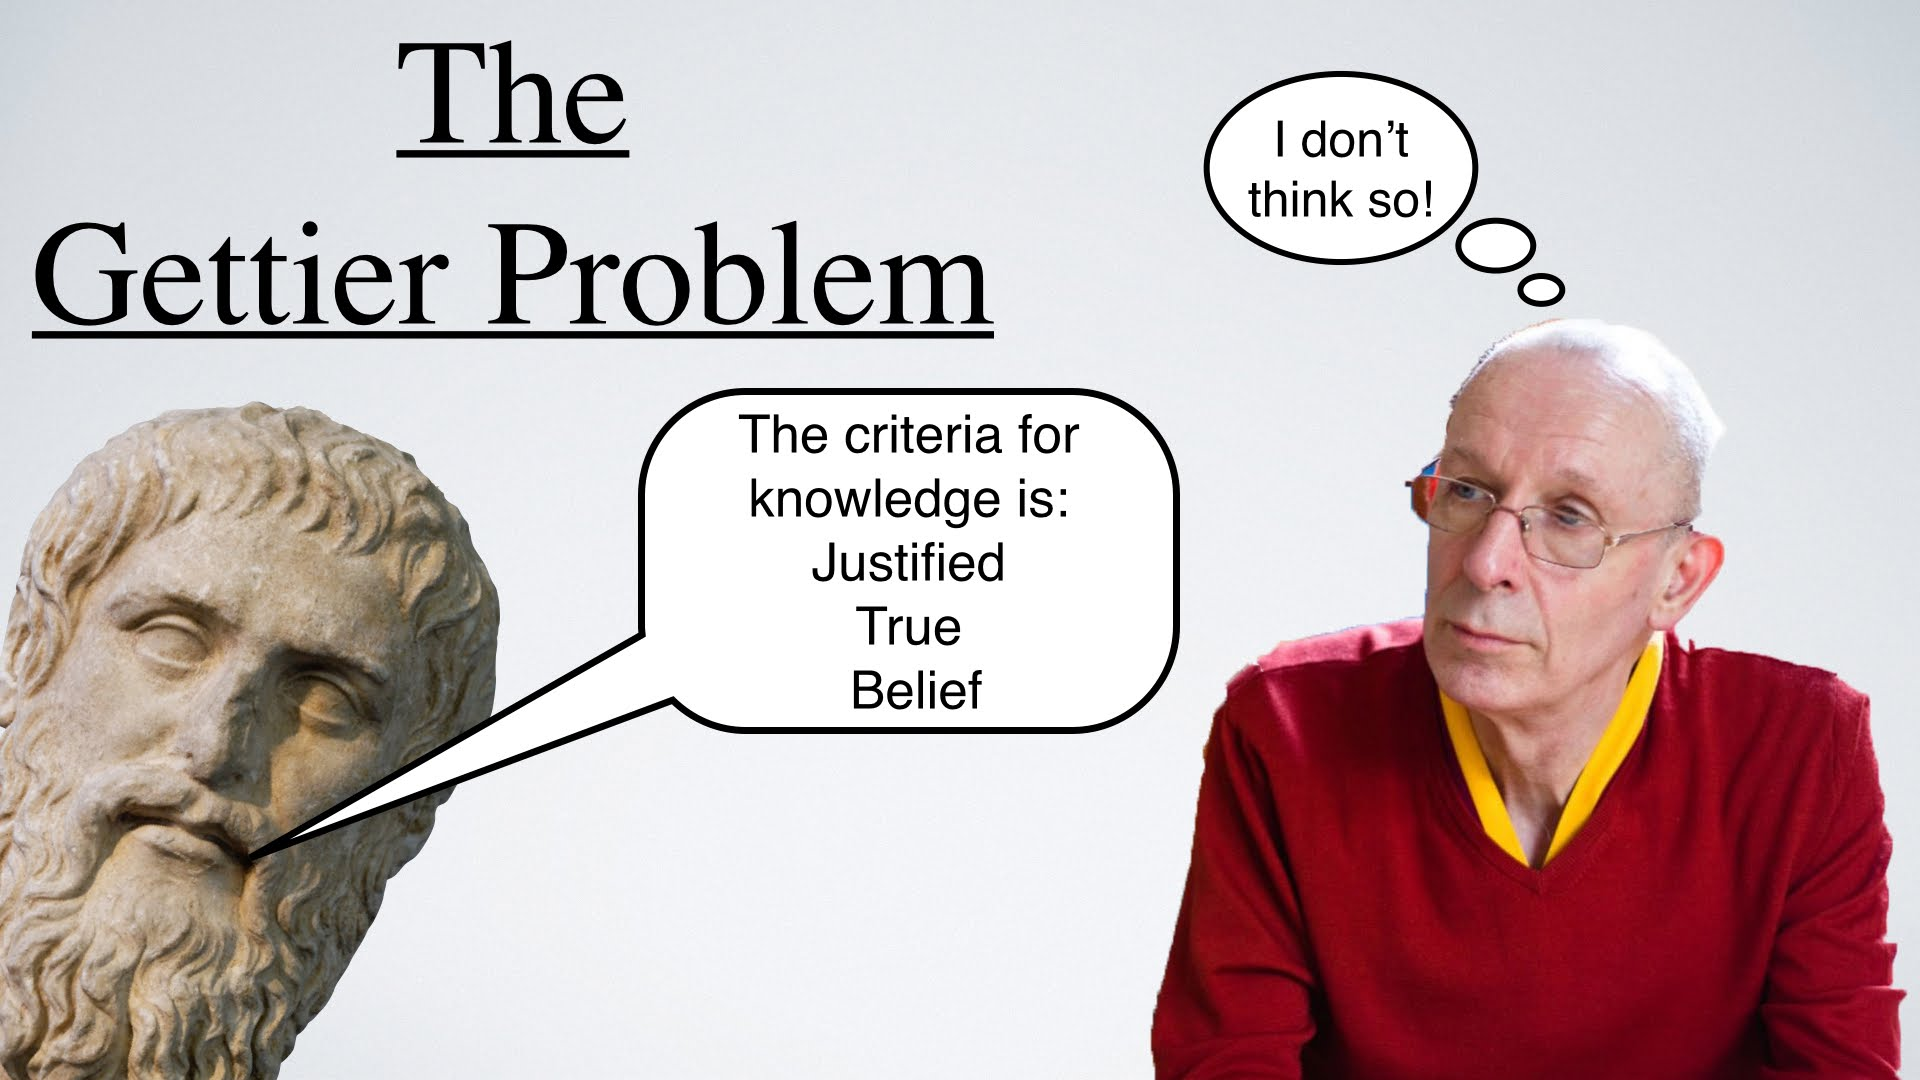 The
Gettier Problem
I don’t
think so!
The criteria for
knowledge is:
Justified
True
Belief